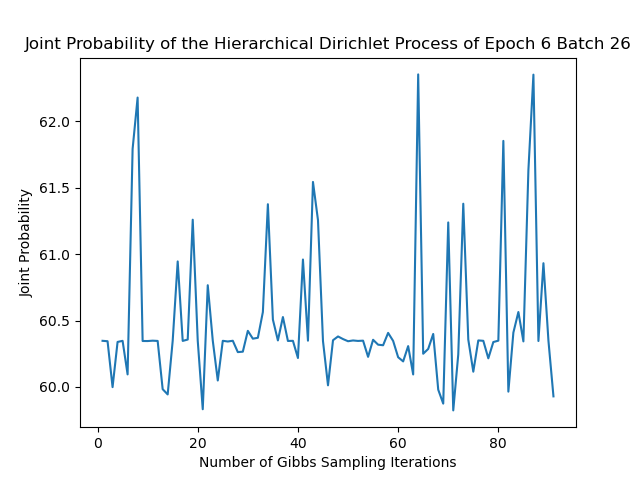 Joint Probability of the Hierarchical Dirichlet Process of Epoch 6 Batch 26
62.0
61.5
61.0
60.5
60.0
Joint Probability
0 20 40 60 80
Number of Gibbs Sampling Iterations